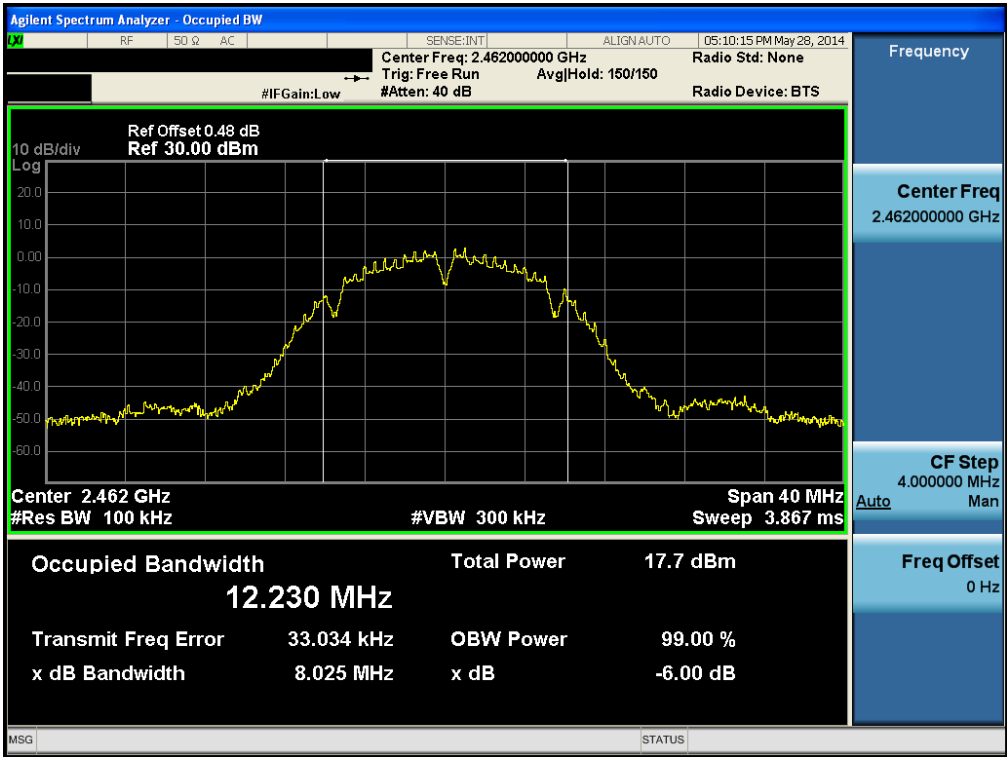 Agilent Spectrum Analyzer - Occupied BW
LXI RF 50 Ω AC SENSE:INT ALIGN AUTO 05:10:15 PM May 28, 2014
Center Freq: 2.462000000 GHz Radio Std: None
Trig: Free Run Avg|Hold: 150/150
#IFGain:Low #Atten: 40 dB Radio Device: BTS
Ref Offset 0.48 dB
10 dB/div Ref 30.00 dBm
Log
20.0
10.0
0.00
-10.0
-20.0
-30.0
-40.0
-50.0
-60.0
Center 2.462 GHz Span 40 MHz
#Res BW 100 kHz #VBW 300 kHz Sweep 3.867 ms
Occupied Bandwidth Total Power 17.7 dBm
12.230 MHz
Transmit Freq Error 33.034 kHz OBW Power 99.00 %
x dB Bandwidth 8.025 MHz x dB -6.00 dB
Frequency
Center Freq
2.462000000 GHz
CF Step
4.000000 MHz
Auto Man
Freq Offset
0 Hz
MSG STATUS